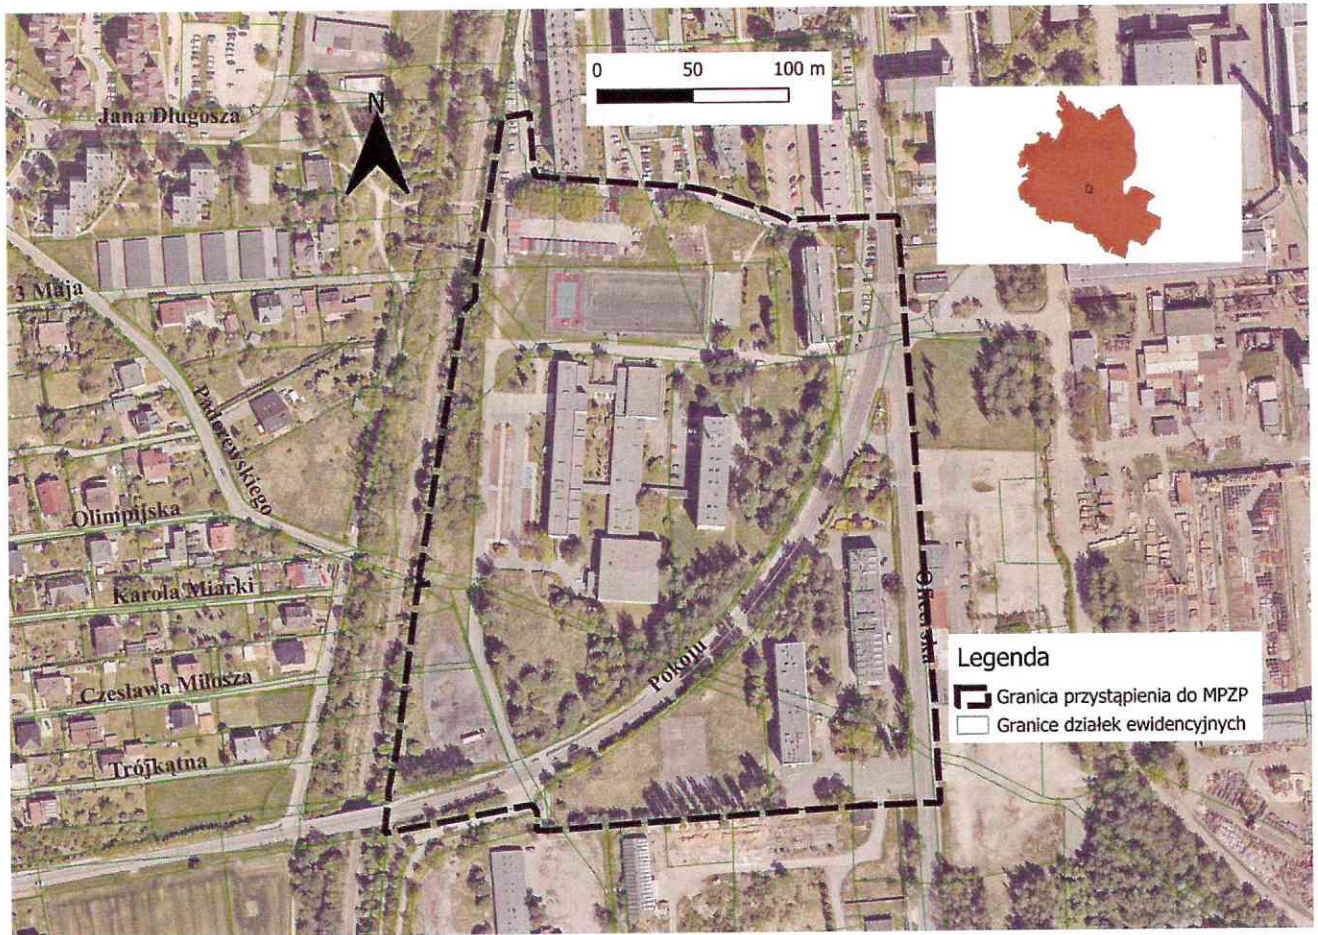 0 50 100 m
Jana Długosza
N
3 Maja
Padrzewskiego
Olimpijska
Karola Miarki
Czesława Miłosza
Trójkątna
Pokoju
Legenda
Granica przystąpienia do MPZP
Granice działek ewidencyjnych